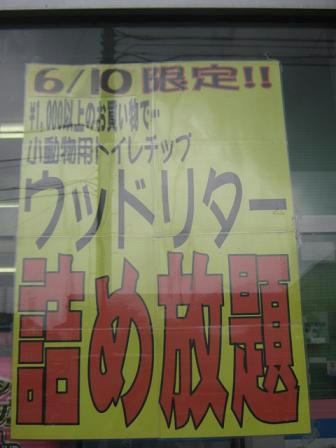 6/10 限定!!
¥1,000以上のお買い物で…
小動物用トイレチップ
ウッドリター
詰め放題